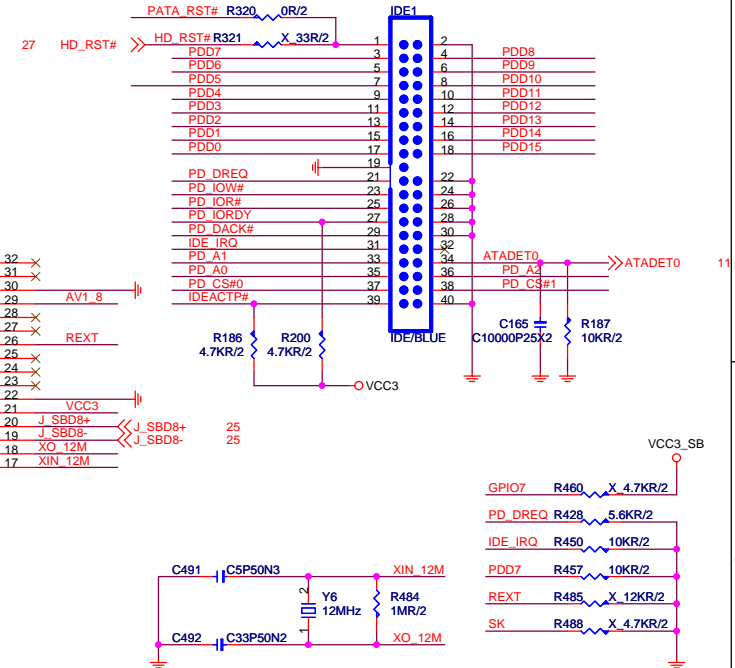 PATA_RST# R320 0R/2 IDE1
27 HD_RST# HD_RST# R321 X_33R/2 1 2
PDD7 3 4 PDD8
PDD6 5 6 PDD9
PDD5 7 8 PDD10
PDD4 9 10 PDD11
PDD3 11 12 PDD12
PDD2 13 14 PDD13
PDD1 15 16 PDD14
PDD0 17 18 PDD15
19
PD_DREQ 21 22
PD_IOW# 23 24
PD_IOR# 25 26
PD_IORDY 27 28
PD_DACK# 29 30
IDE_IRQ 31 32
PD_A1 33 34 ATADET0 ATADET0 11
PD_A0 35 36 PD_A2
PD_CS#0 37 38 PD_CS#1
IDEACTP# 39 40
IDE/BLUE
R186 4.7KR/2
R200 4.7KR/2
VCC3
C165 C10000P25X2
R187 10KR/2
32
31
30
29 AV1_8
28
27
26 REXT
25
24
23
22
21 VCC3
20 J_SBD8+ J_SBD8+ 25
19 J_SBD8- J_SBD8- 25
18 XO_12M
17 XIN_12M
VCC3_SB
GPIO7 R460 X_4.7KR/2
PD_DREQ R428 5.6KR/2
IDE_IRQ R450 10KR/2
PDD7 R457 10KR/2
REXT R485 X_12KR/2
SK R488 X_4.7KR/2
C491 C5P50N3 XIN_12M
2 Y6 R484
12MHz 1MR/2
1
C492 C33P50N2 XO_12M